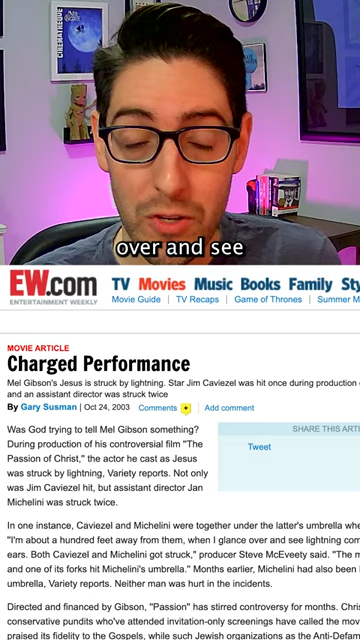 CINEMATHEQUE
over and see
EW.com
ENTERTAINMENT WEEKLY
TV Movies Music Books Family Sty
Movie Guide | TV Recaps | Game of Thrones | Summer M
MOVIE ARTICLE
Charged Performance
Mel Gibson's Jesus is struck by lightning. Star Jim Caviezel was hit once during production
and an assistant director was struck twice
By Gary Susman | Oct 24, 2003 Comments + Add comment
SHARE THIS ARTI
Tweet
Was God trying to tell Mel Gibson something?
During production of his controversial film "The
Passion of Christ," the actor he cast as Jesus
was struck by lightning, Variety reports. Not only
was Jim Caviezel hit, but assistant director Jan
Michelini was struck twice.
In one instance, Caviezel and Michelini were together under the latter's umbrella whe
"I'm about a hundred feet away from them, when I glance over and see lightning com
ears. Both Caviezel and Michelini got struck," producer Steve McEveety said. "The m
and one of its forks hit Michelini's umbrella." Months earlier, Michelini had also been
umbrella, Variety reports. Neither man was hurt in the incidents.
Directed and financed by Gibson, "Passion" has stirred controversy for months. Chris
conservative pundits who've attended invitation-only screenings have called the mov
praised its fidelity to the Gospels, while such Jewish organizations as the Anti-Defam